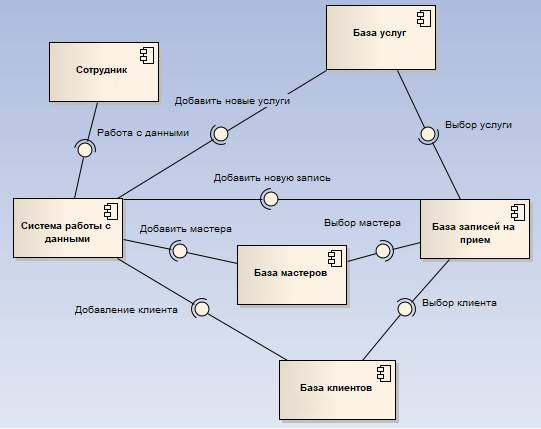 База услуг
Сотрудник
Добавить новые услуги
Работа с данными
Выбор услуги
Добавить новую запись
Система работы с
данными
Добавить мастера
Выбор мастера
База записей на
прием
База мастеров
Добавление клиента
Выбор клиента
База клиентов